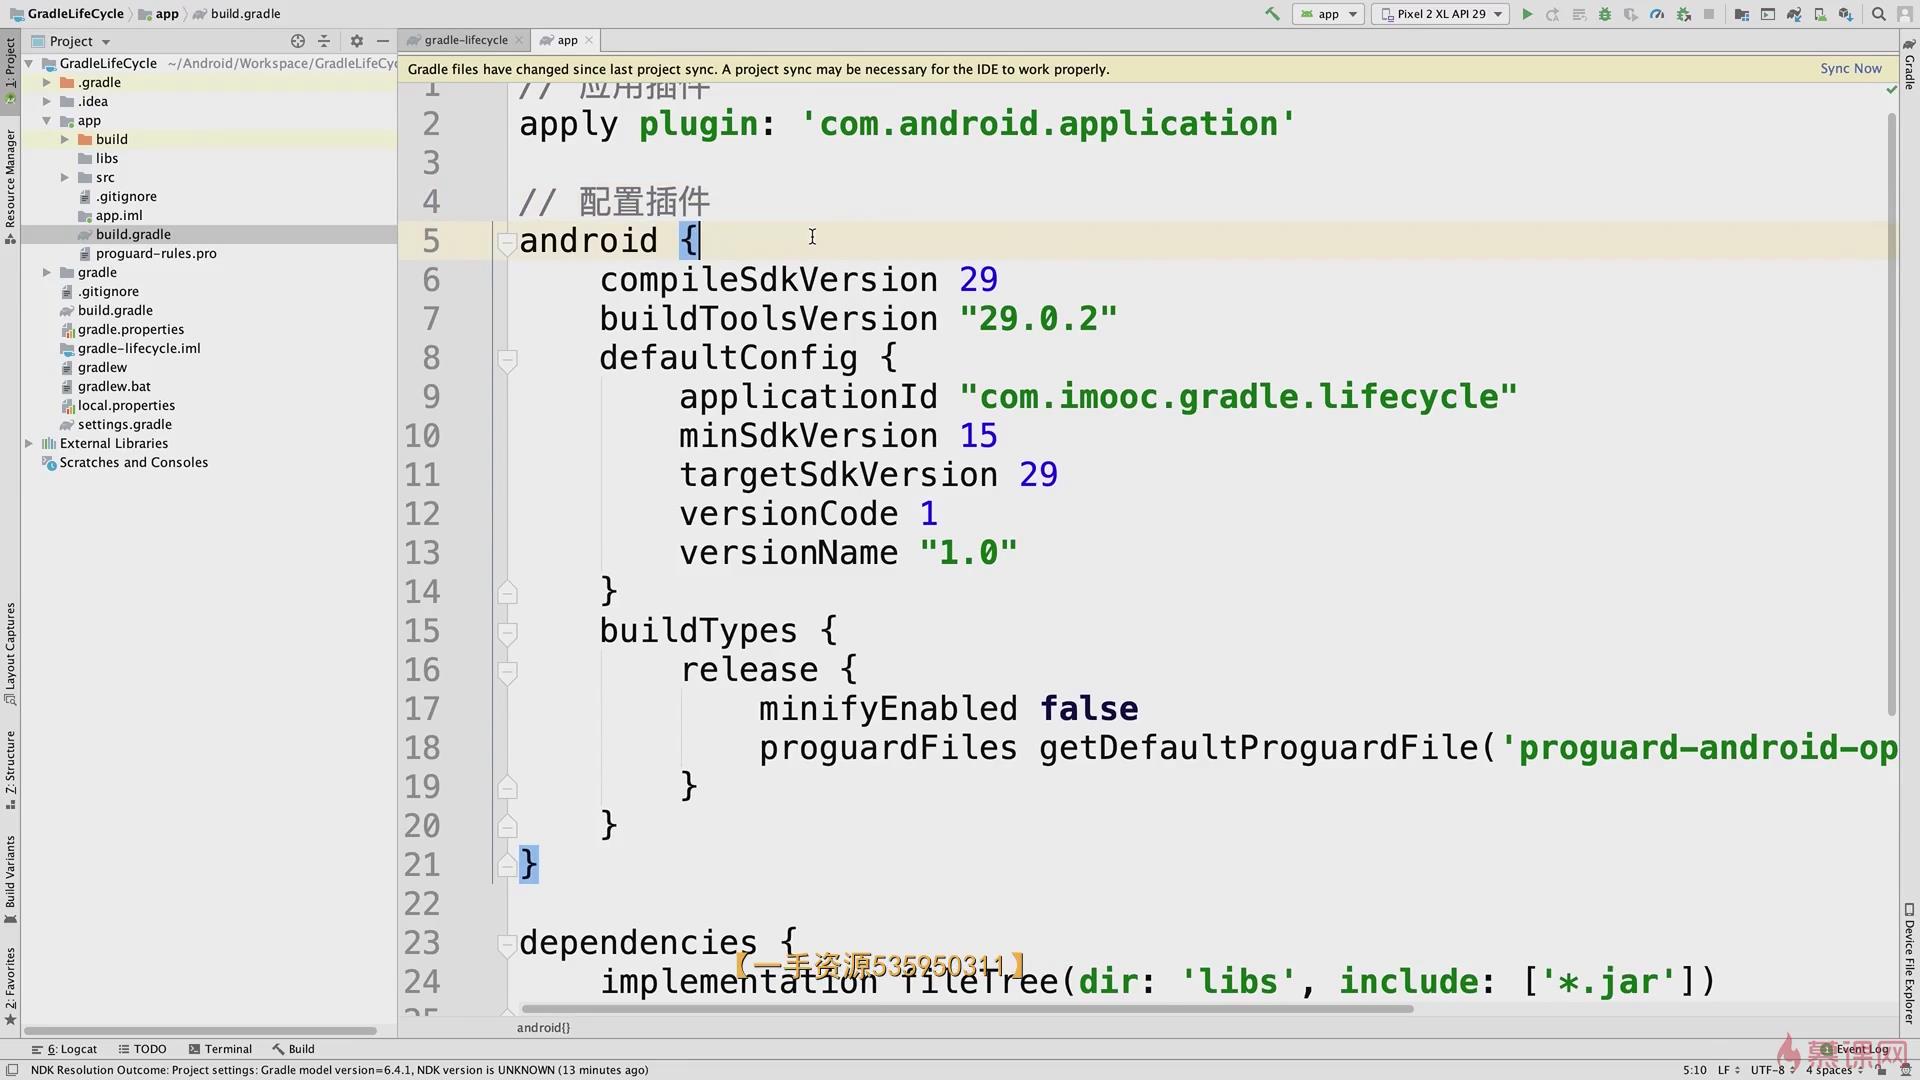 GradleLifeCycle app build.gradle
app Pixel 2 XL API 29
Project
gradle-lifecycle app
GradleLifeCycle ~/Android/Workspace/GradleLifeCyc
.gradle
.idea
app
build
libs
src
.gitignore
app.iml
build.gradle
proguard-rules.pro
gradle
.gitignore
build.gradle
gradle.properties
gradle-lifecycle.iml
gradlew
gradlew.bat
local.properties
settings.gradle
External Libraries
Scratches and Consoles
1: Project
Resource Manager
Layout Captures
Z: Structure
Build Variants
2: Favorites
Gradle files have changed since last project sync. A project sync may be necessary for the IDE to work properly. Sync Now
1 // 应用插件
2 apply plugin: 'com.android.application'
3
4 // 配置插件
5 android {
6 compileSdkVersion 29
7 buildToolsVersion "29.0.2"
8 defaultConfig {
9 applicationId "com.imooc.gradle.lifecycle"
10 minSdkVersion 15
11 targetSdkVersion 29
12 versionCode 1
13 versionName "1.0"
14 }
15 buildTypes {
16 release {
17 minifyEnabled false
18 proguardFiles getDefaultProguardFile('proguard-android-op
19 }
20 }
21 }
22
23 dependencies {
【一手资源535950311】
24 implementation fileTree(dir: 'libs', include: ['*.jar'])
25
android{}
Gradle
Device File Explorer
6: Logcat TODO Terminal Build
1 Event Log
慕课网
NDK Resolution Outcome: Project settings: Gradle model version=6.4.1, NDK version is UNKNOWN (13 minutes ago)
5:10 LF UTF-8 4 spaces